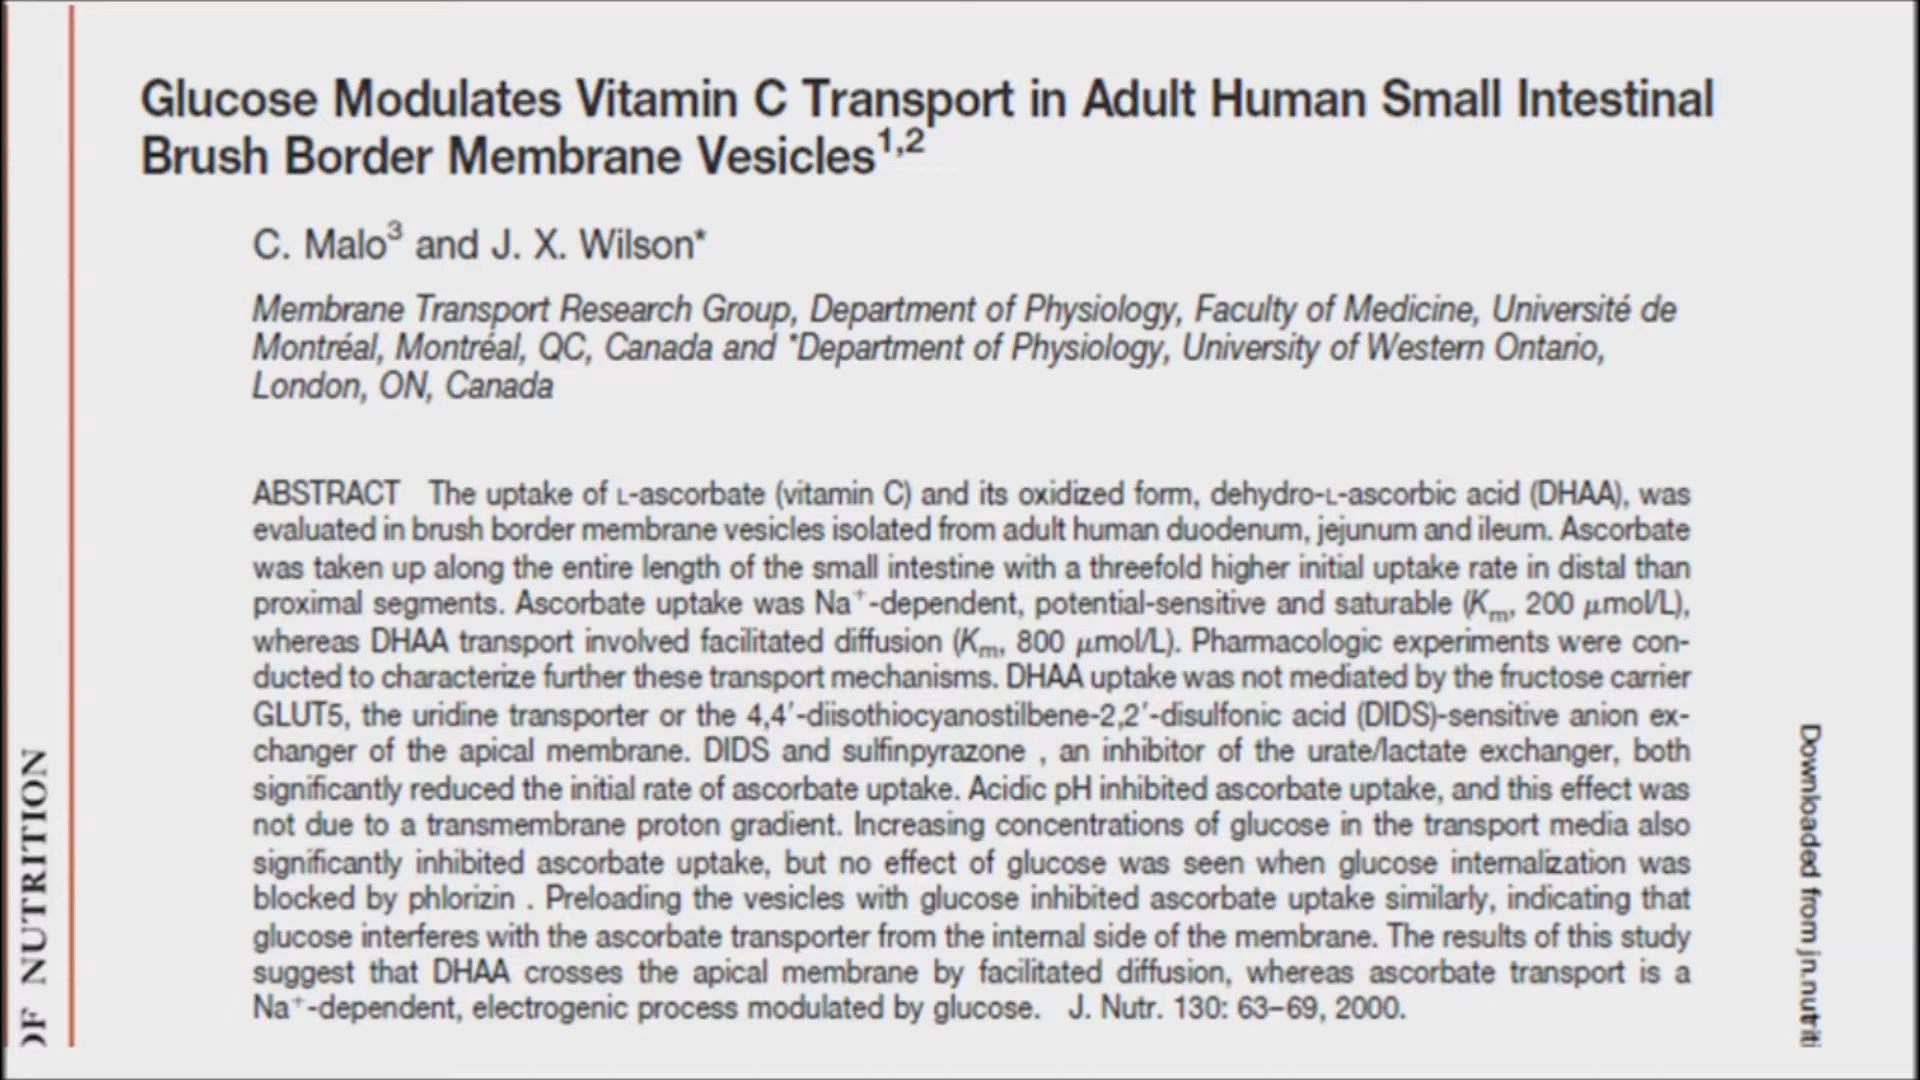 Glucose Modulates Vitamin C Transport in Adult Human Small Intestinal
Brush Border Membrane Vesicles1,2
C. Malo3 and J. X. Wilson*
Membrane Transport Research Group, Department of Physiology, Faculty of Medicine, Université de
Montréal, Montréal, QC, Canada and *Department of Physiology, University of Western Ontario,
London, ON, Canada
ABSTRACT The uptake of L-ascorbate (vitamin C) and its oxidized form, dehydro-L-ascorbic acid (DHAA), was
evaluated in brush border membrane vesicles isolated from adult human duodenum, jejunum and ileum. Ascorbate
was taken up along the entire length of the small intestine with a threefold higher initial uptake rate in distal than
proximal segments. Ascorbate uptake was Na+-dependent, potential-sensitive and saturable (Km, 200 μmol/L),
whereas DHAA transport involved facilitated diffusion (Km, 800 μmol/L). Pharmacologic experiments were con-
ducted to characterize further these transport mechanisms. DHAA uptake was not mediated by the fructose carrier
GLUT5, the uridine transporter or the 4,4′-diisothiocyanostilbene-2,2′-disulfonic acid (DIDS)-sensitive anion ex-
changer of the apical membrane. DIDS and sulfinpyrazone , an inhibitor of the urate/lactate exchanger, both
significantly reduced the initial rate of ascorbate uptake. Acidic pH inhibited ascorbate uptake, and this effect was
not due to a transmembrane proton gradient. Increasing concentrations of glucose in the transport media also
significantly inhibited ascorbate uptake, but no effect of glucose was seen when glucose internalization was
blocked by phlorizin . Preloading the vesicles with glucose inhibited ascorbate uptake similarly, indicating that
glucose interferes with the ascorbate transporter from the internal side of the membrane. The results of this study
suggest that DHAA crosses the apical membrane by facilitated diffusion, whereas ascorbate transport is a
Na+-dependent, electrogenic process modulated by glucose. J. Nutr. 130: 63–69, 2000.
OF NUTRITION
Downloaded from jn.nutriti